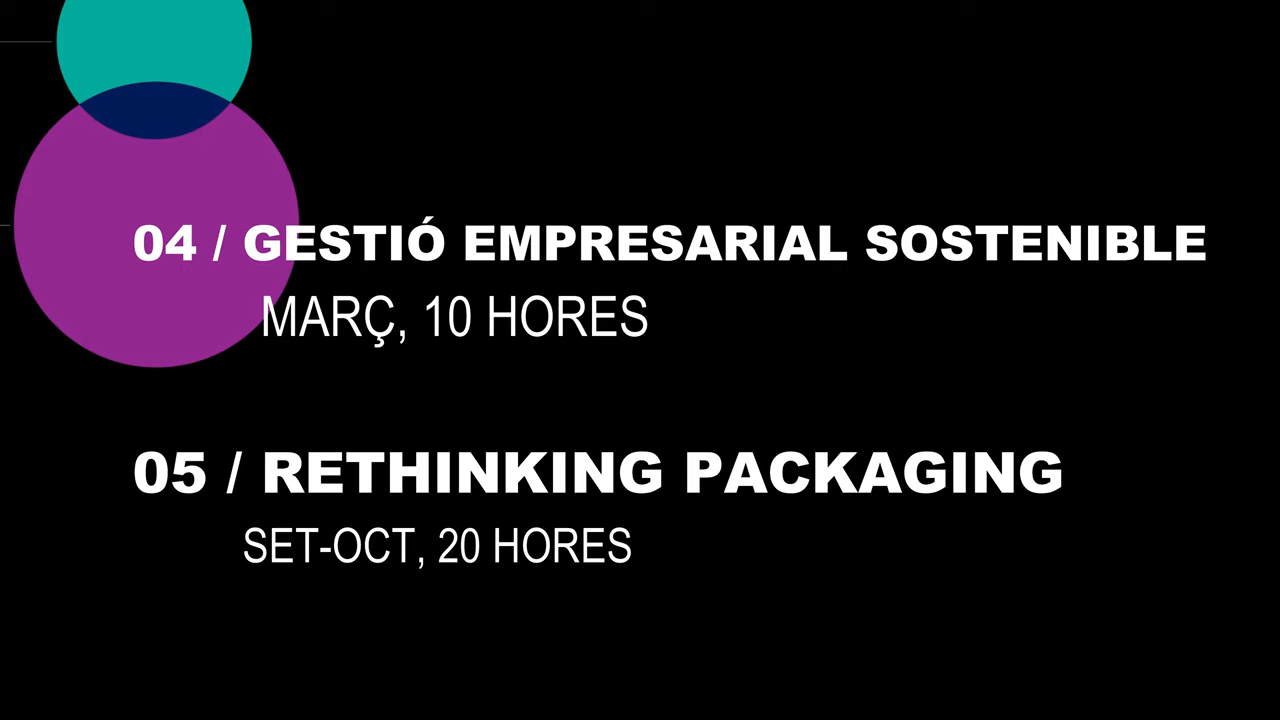 04 / GESTIÓ EMPRESARIAL SOSTENIBLE
MARÇ, 10 HORES
05 / RETHINKING PACKAGING
SET-OCT, 20 HORES